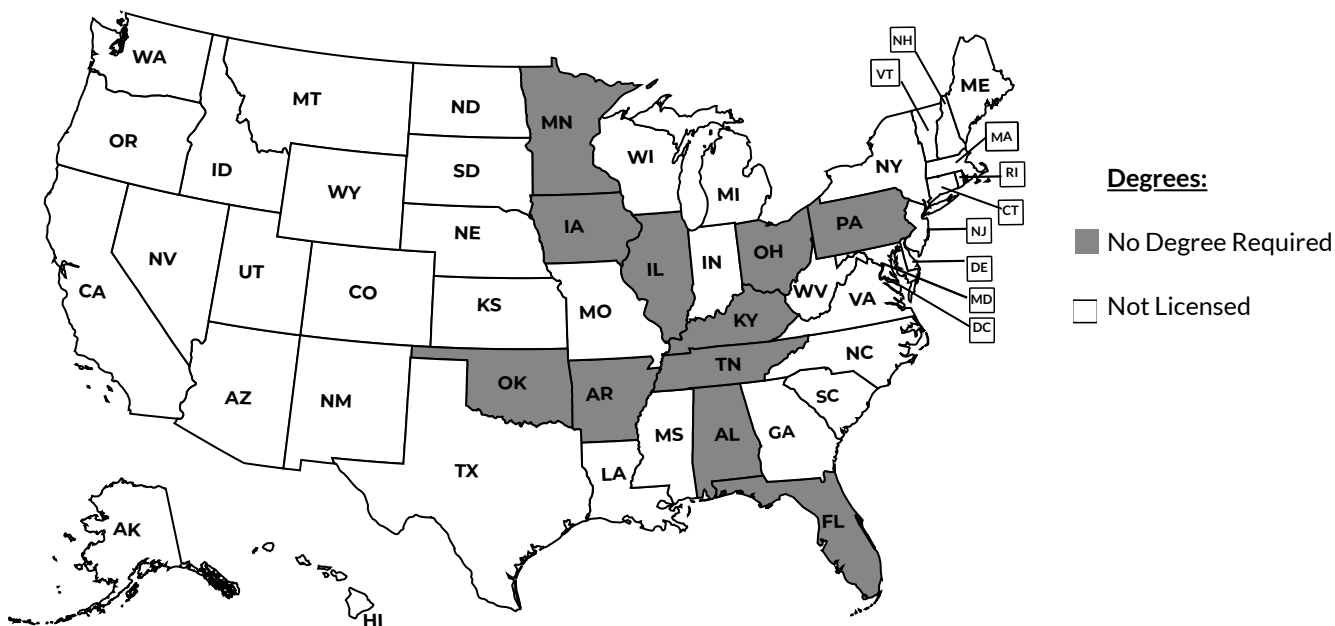 WA
MT
ND
MN
OR
ID
WY
SD
WI
MI
NY
ME
NH
VT
MA
RI
CT
NJ
DE
MD
DC
NV
UT
CO
NE
IA
IL
IN
OH
PA
CA
KS
MO
KY
WV
VA
AZ
NM
OK
AR
TN
NC
SC
TX
LA
MS
AL
GA
FL
AK
HI
Degrees:
No Degree Required
Not Licensed